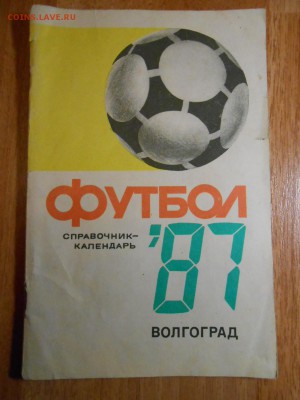 COINS.LAVE.RU
ФУТБОЛ
СПРАВОЧНИК-
КАЛЕНДАРЬ
'87
ВОЛГОГРАД